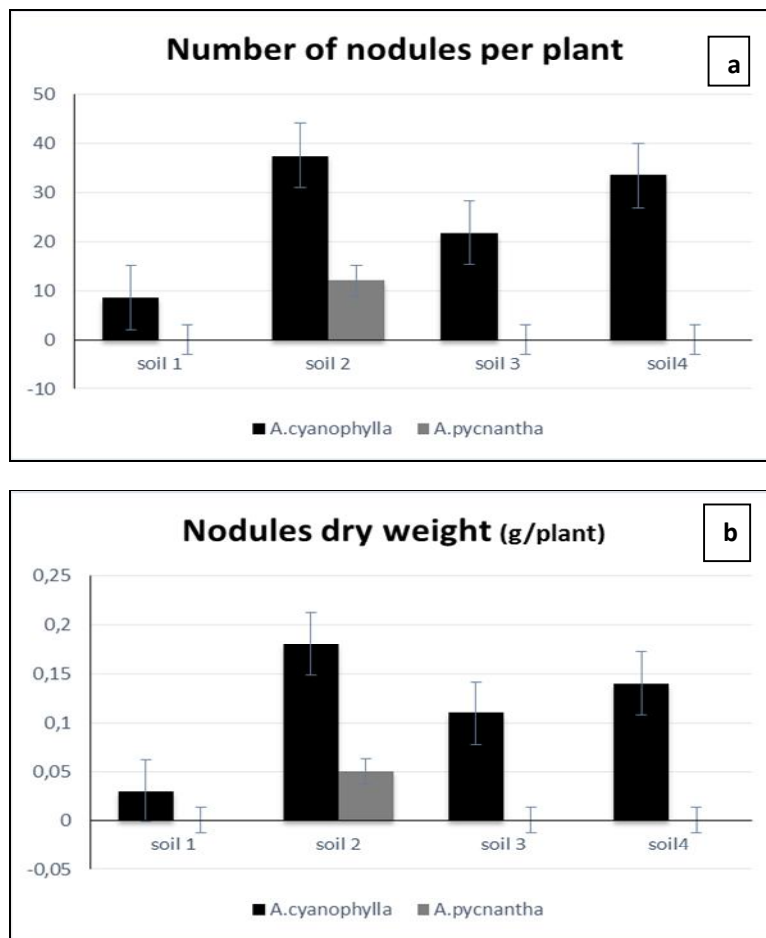 Number of nodules per plant
a
50
40
30
20
10
0
-10
soil 1 soil 2 soil 3 soil4
A.cyanophylla A.pycnantha
Nodules dry weight (g/plant)
b
0,25
0,2
0,15
0,1
0,05
0
-0,05
soil 1 soil 2 soil 3 soil4
A.cyanophylla A.pycnantha